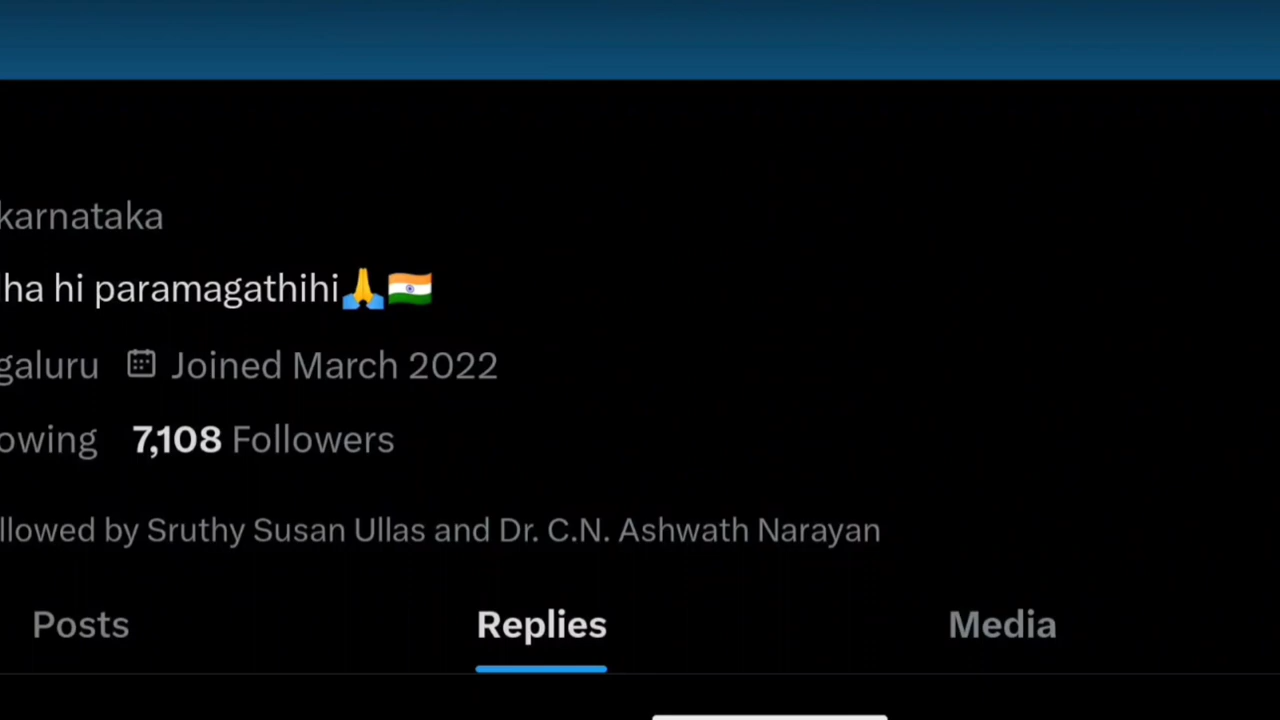 karnataka
dha hi paramagathihi🙏🇮🇳
galuru Joined March 2022
owing 7,108 Followers
llowed by Sruthy Susan Ullas and Dr. C.N. Ashwath Narayan
Posts Replies Media